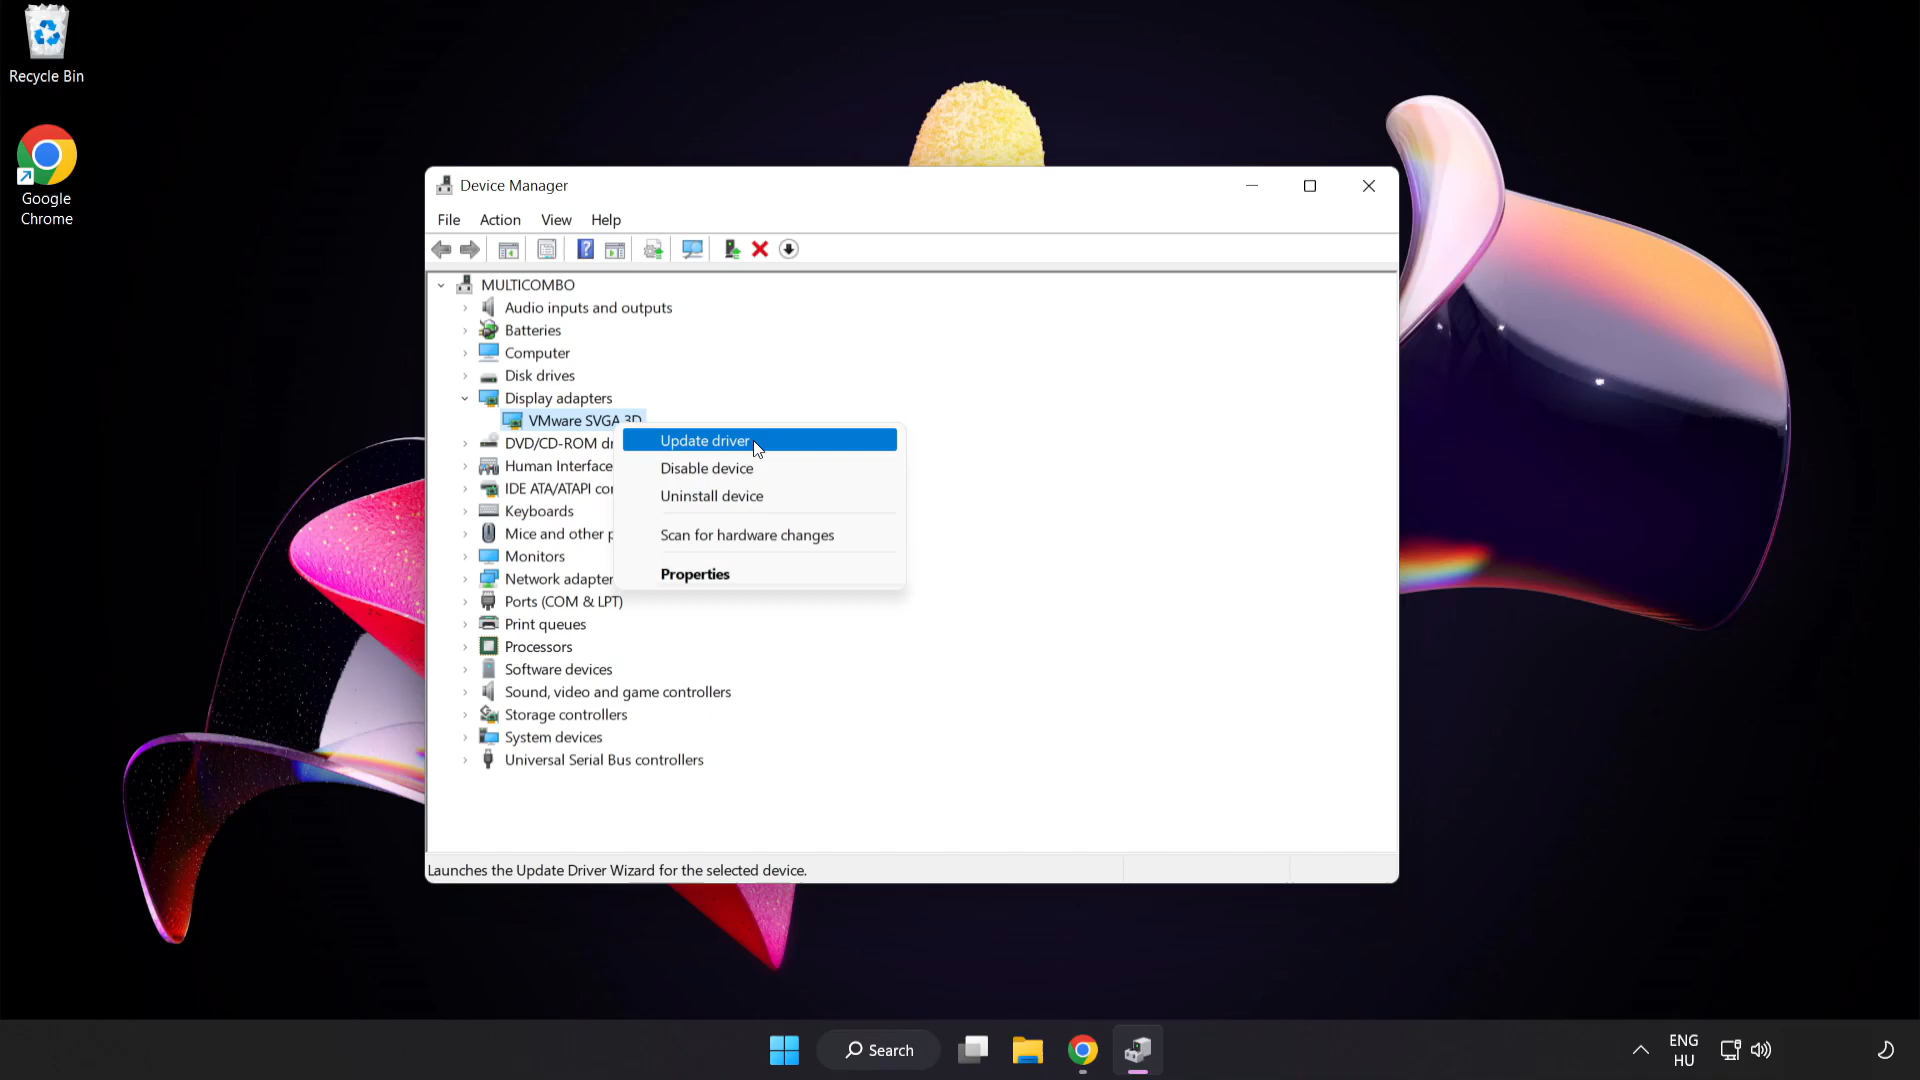 Recycle Bin
Google
Chrome
Device Manager
File Action View Help
MULTICOMBO
Audio inputs and outputs
Batteries
Computer
Disk drives
Display adapters
VMware SVGA 3D
DVD/CD-ROM
Human Interface
IDE ATA/ATAPI
Keyboards
Mice and other
Monitors
Network
Ports (COM & LPT)
Print queues
Processors
Software devices
Sound, video and game controllers
Storage controllers
System devices
Universal Serial Bus controllers
Update driver
Disable device
Uninstall device
Scan for hardware changes
Properties
Launches the Update Driver Wizard for the selected device.
Search
ENG
HU